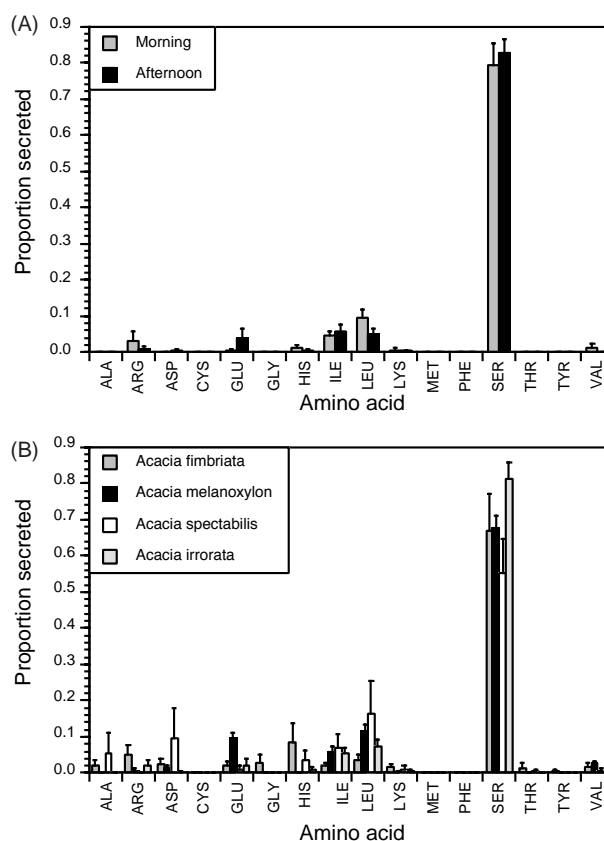 (A)
Morning
Afternoon
Proportion secreted
0.9
0.8
0.7
0.6
0.5
0.4
0.3
0.2
0.1
0.0
ALA
ARG
ASP
CYS
GLU
GLY
HIS
ILE
LEU
LYS
MET
PHE
SER
THR
TYR
VAL
Amino acid
(B)
Acacia fimbriata
Acacia melanoxylon
Acacia spectabilis
Acacia irrorata
Proportion secreted
0.9
0.8
0.7
0.6
0.5
0.4
0.3
0.2
0.1
0.0
ALA
ARG
ASP
CYS
GLU
GLY
HIS
ILE
LEU
LYS
MET
PHE
SER
THR
TYR
VAL
Amino acid